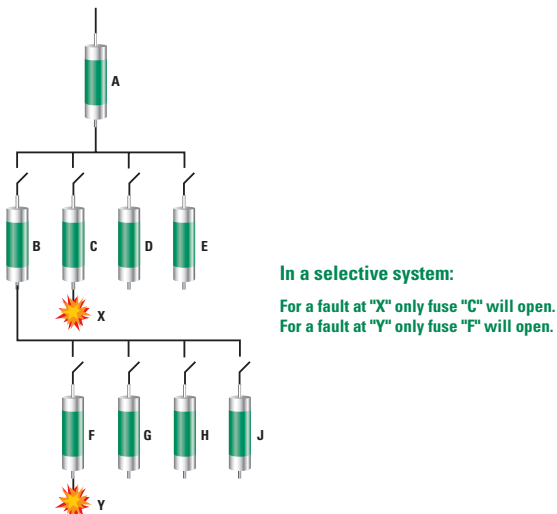 A
B
C
D
E
In a selective system:
For a fault at "X" only fuse "C" will open.
X
For a fault at "Y" only fuse "F" will open.
F
G
H
J
Y